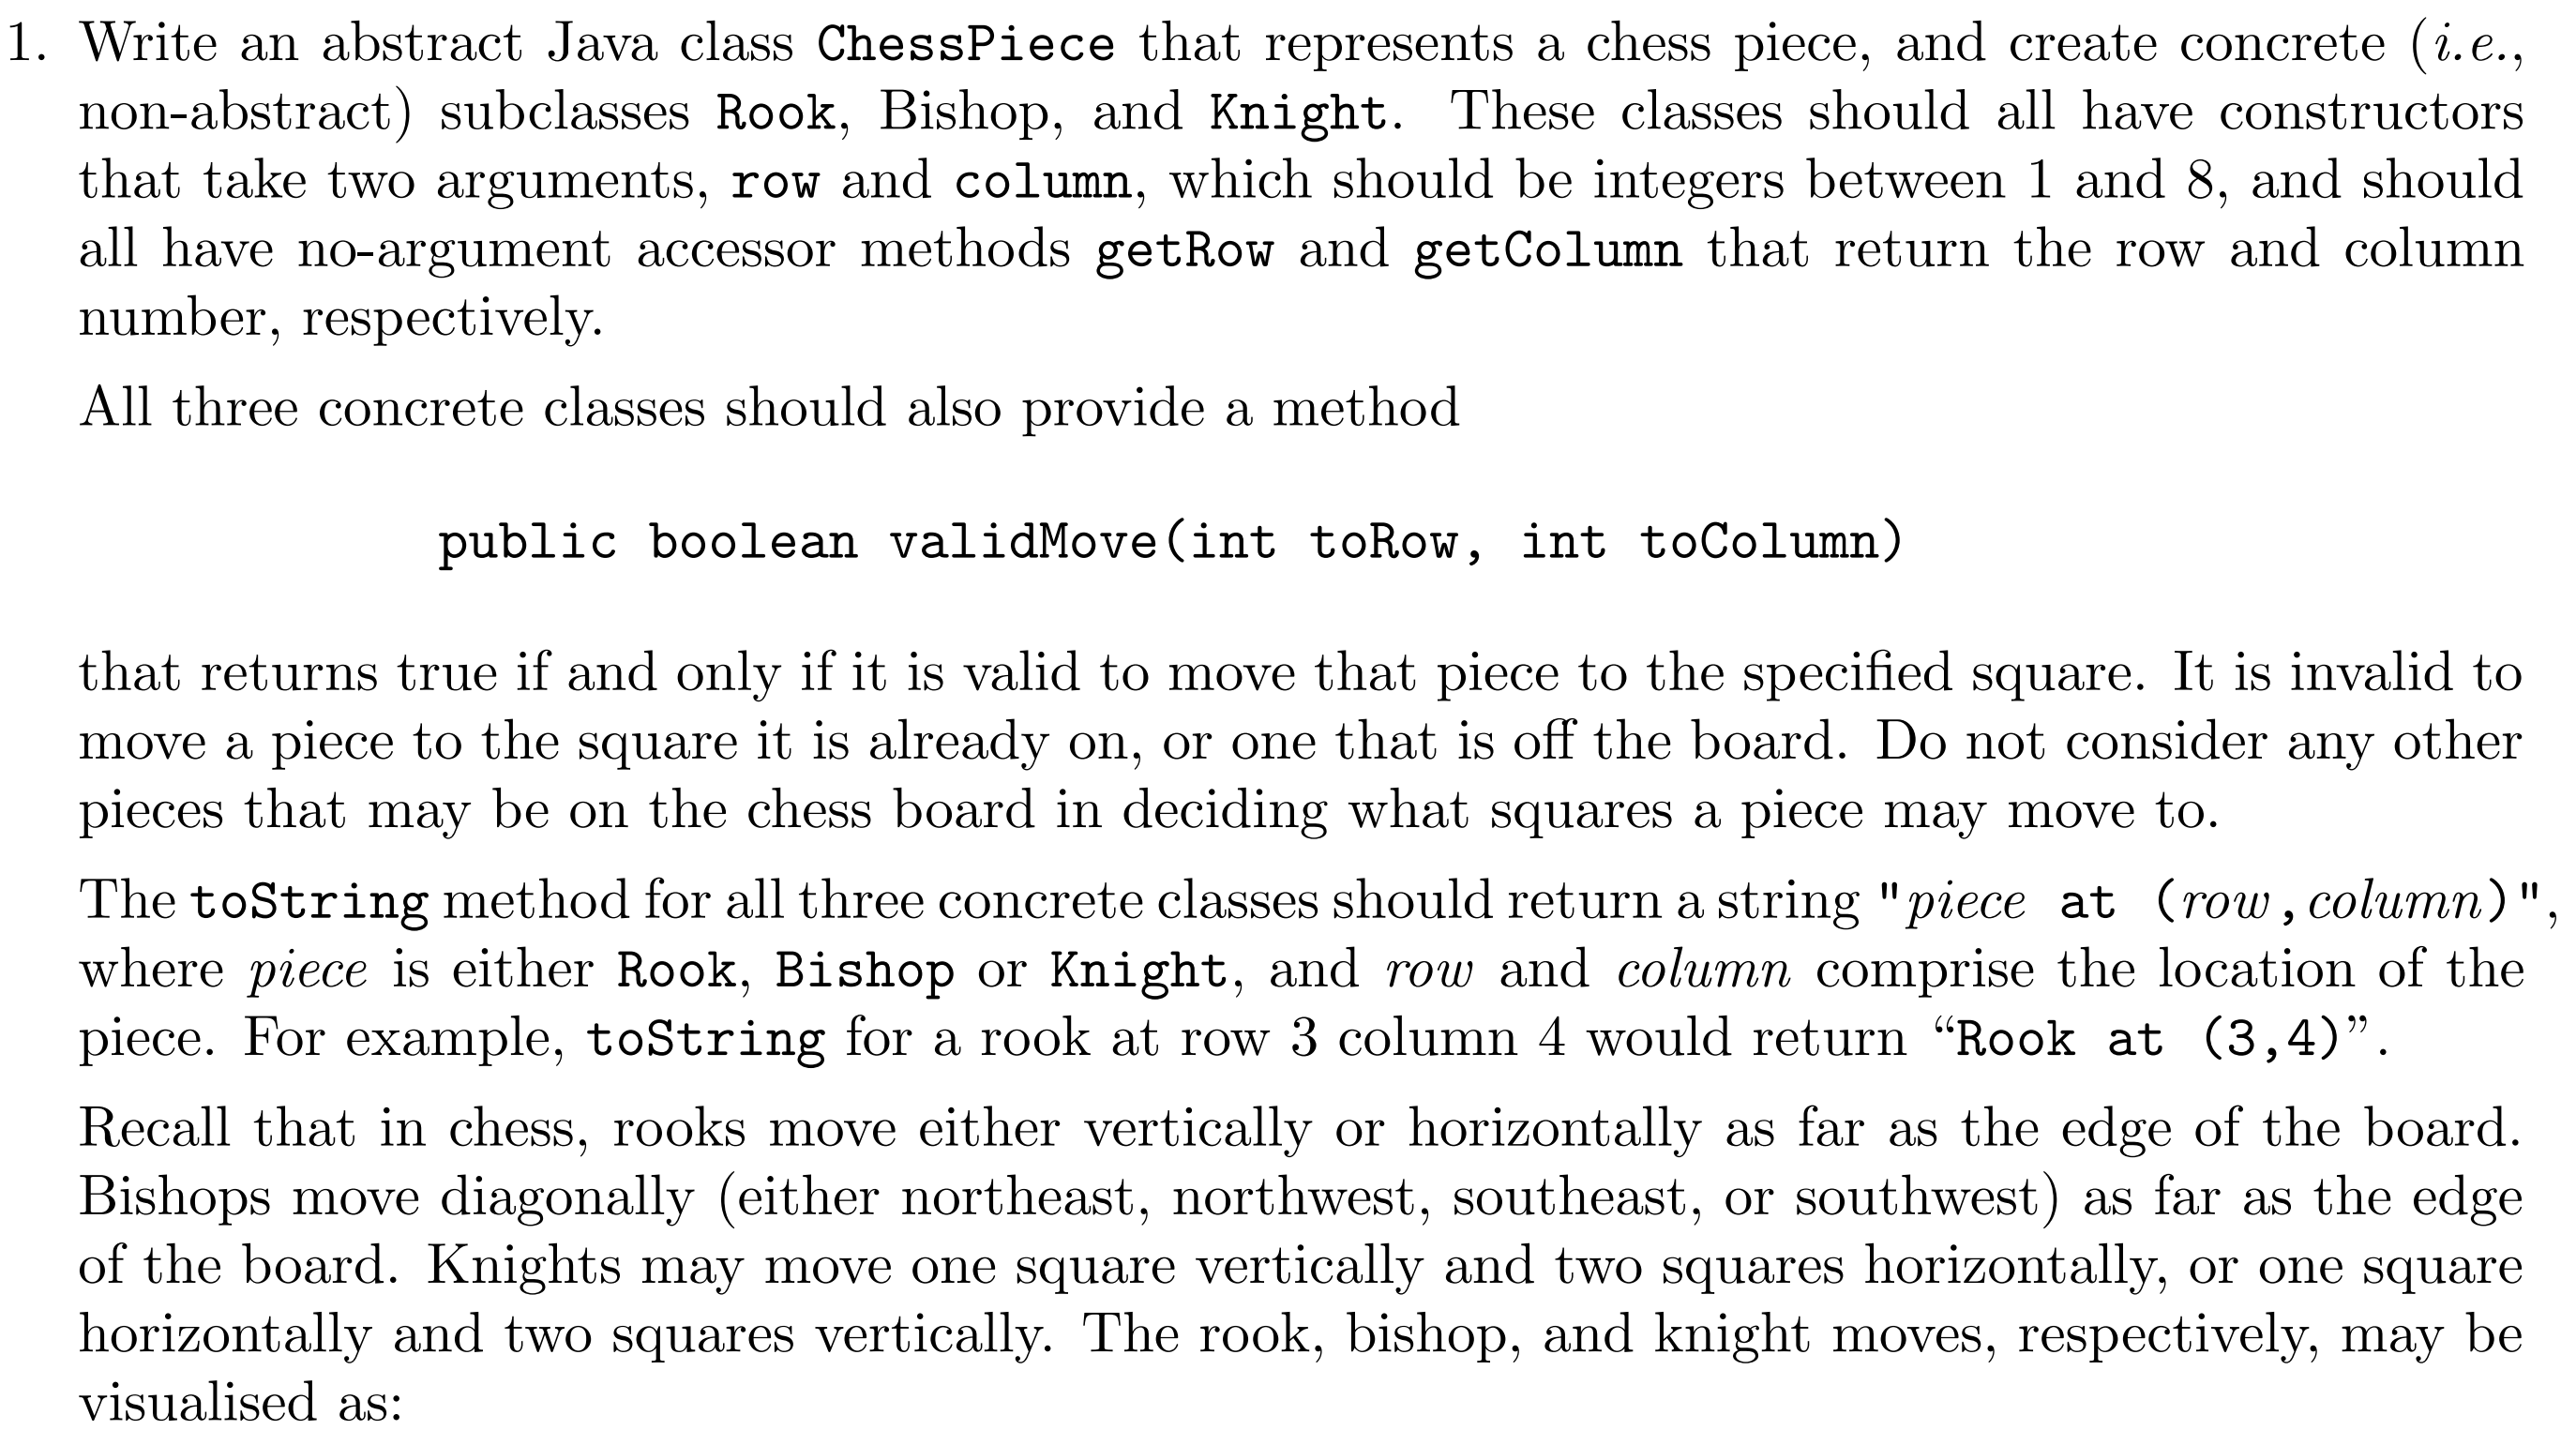 1. Write an abstract Java class ChessPiece that represents a chess piece, and create concrete (i.e.,
non-abstract) subclasses Rook, Bishop, and Knight. These classes should all have constructors
that take two arguments, row and column, which should be integers between 1 and 8, and should
all have no-argument accessor methods getRow and getColumn that return the row and column
number, respectively.
All three concrete classes should also provide a method
public boolean validMove(int toRow, int toColumn)
that returns true if and only if it is valid to move that piece to the specified square. It is invalid to
move a piece to the square it is already on, or one that is off the board. Do not consider any other
pieces that may be on the chess board in deciding what squares a piece may move to.
The toString method for all three concrete classes should return a string "piece at (row,column)",
where piece is either Rook, Bishop or Knight, and row and column comprise the location of the
piece. For example, toString for a rook at row 3 column 4 would return “Rook at (3,4)”.
Recall that in chess, rooks move either vertically or horizontally as far as the edge of the board.
Bishops move diagonally (either northeast, northwest, southeast, or southwest) as far as the edge
of the board. Knights may move one square vertically and two squares horizontally, or one square
horizontally and two squares vertically. The rook, bishop, and knight moves, respectively, may be
visualised as: